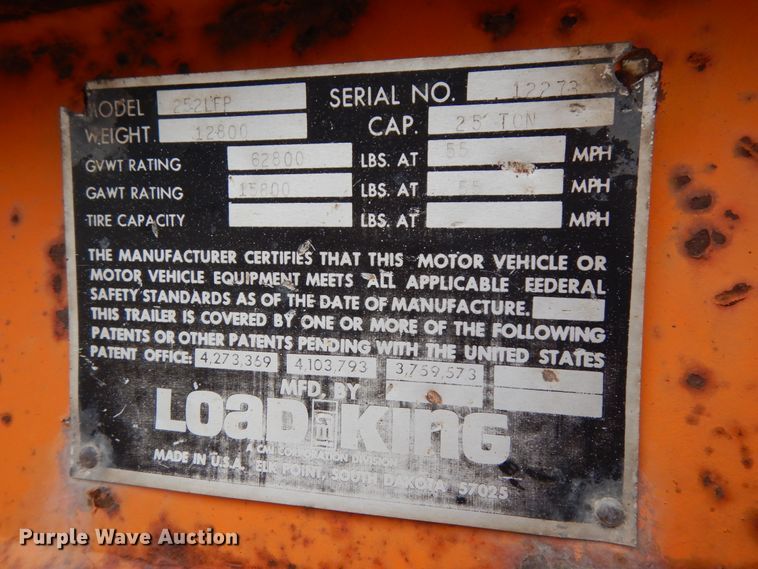 MODEL 252LFP SERIAL NO. 12273
WEIGHT 12800 CAP. 25 TON
GVWT RATING 62800 LBS. AT 55 MPH
GAWT RATING 15800 LBS. AT 55 MPH
TIRE CAPACITY LBS. AT MPH
THE MANUFACTURER CERTIFIES THAT THIS MOTOR VEHICLE OR
MOTOR VEHICLE EQUIPMENT MEETS ALL APPLICABLE FEDERAL
SAFETY STANDARDS AS OF THE DATE OF MANUFACTURE.
THIS TRAILER IS COVERED BY ONE OR MORE OF THE FOLLOWING
PATENTS OR OTHER PATENTS PENDING WITH THE UNITED STATES
PATENT OFFICE: 4,273,369 4,103,793 3,759,573
MFD, BY
LOAD KING
A CMI CORPORATION DIVISION
MADE IN U.S.A. ELK POINT, SOUTH DAKOTA 57025
Purple Wave Auction